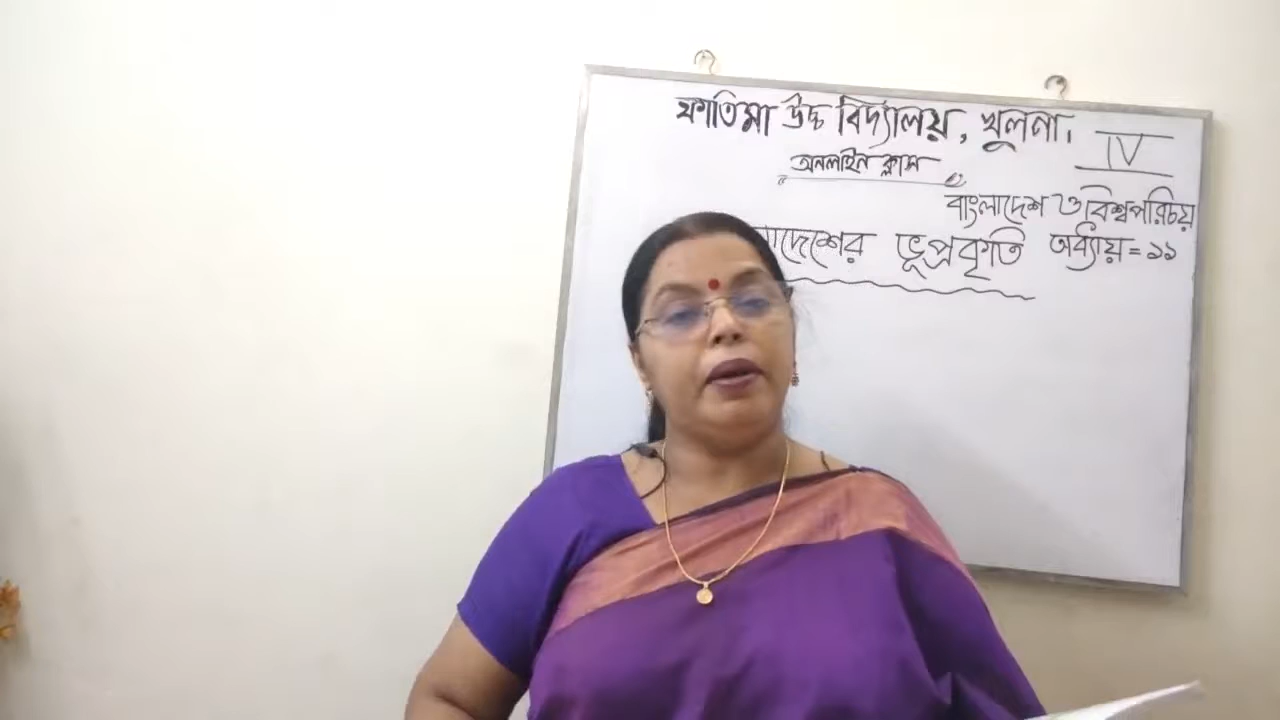 ফাতিমা উচ্চ বিদ্যালয়, খুলনা।
IV
অনলাইন ক্লাস
বাংলাদেশ ও বিশ্বপরিচয়
াদেশের ভূপ্রকৃতি অধ্যায় = ১১